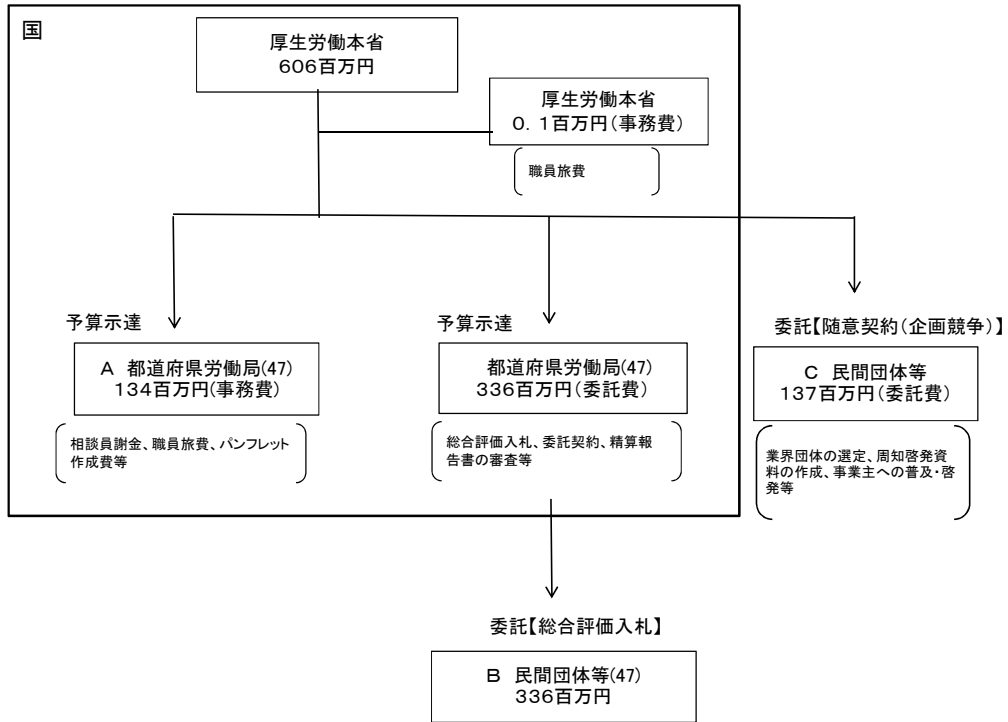 国
厚生労働本省
606百万円
厚生労働本省
０．１百万円（事務費）
職員旅費
予算示達
Ａ 都道府県労働局(47)
134百万円（事務費）
相談員謝金、職員旅費、パンフレット
作成費等
予算示達
都道府県労働局(47)
336百万円（委託費）
総合評価入札、委託契約、精算報
告書の審査等
委託【随意契約（企画競争）】
Ｃ 民間団体等
137百万円（委託費）
業界団体の選定、周知啓発資
料の作成、事業主への普及・啓
発等
委託【総合評価入札】
Ｂ 民間団体等(47)
336百万円